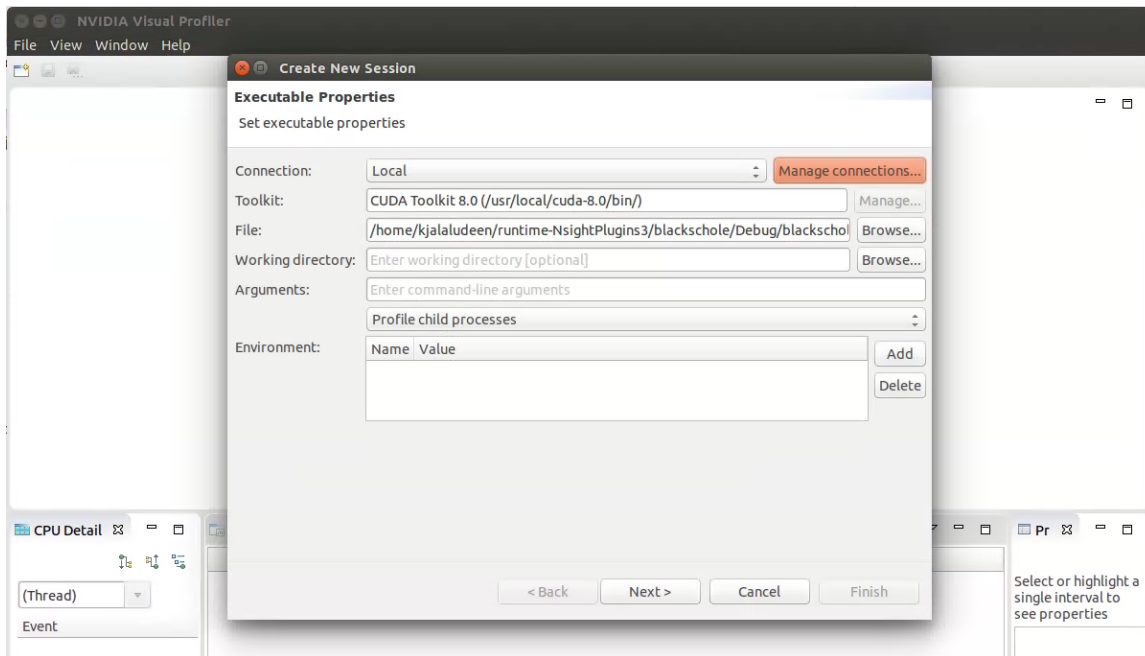 NVIDIA Visual Profiler
File View Window Help
Create New Session
Executable Properties
Set executable properties
Connection: Local Manage connections...
Toolkit: CUDA Toolkit 8.0 (/usr/local/cuda-8.0/bin/) Manage...
File: /home/kjalaludeen/runtime-NsightPlugins3/blackschole/Debug/blackschol Browse...
Working directory: Enter working directory [optional] Browse...
Arguments: Enter command-line arguments
Profile child processes
Environment: Name Value Add
Delete
CPU Detail
Pr
(Thread)
Event
Select or highlight a
single interval to
see properties
< Back Next > Cancel Finish